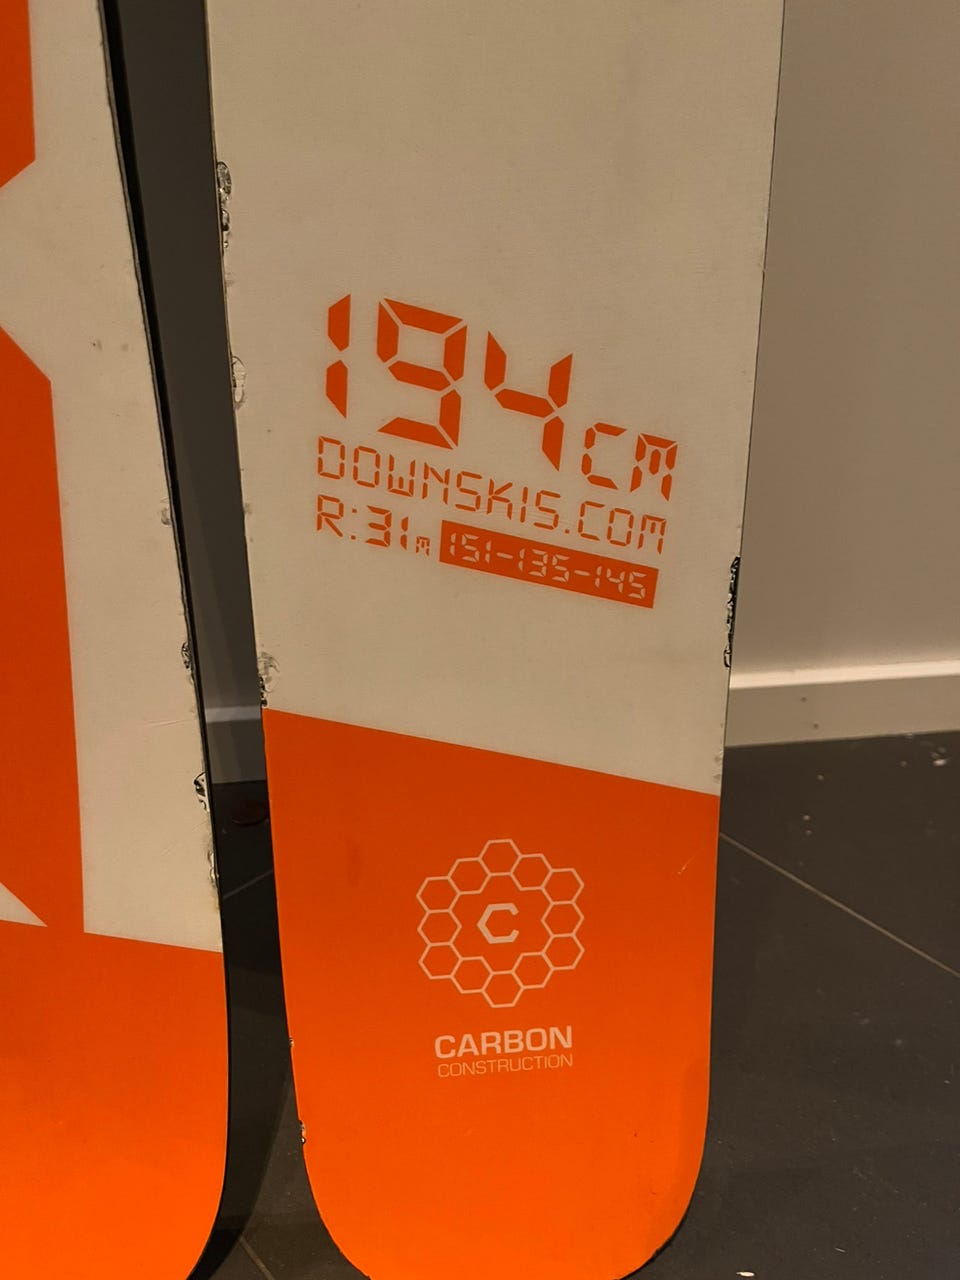 194cm
DOWNSKIS.COM
R:31m 151-135-145
C
CARBON
CONSTRUCTION